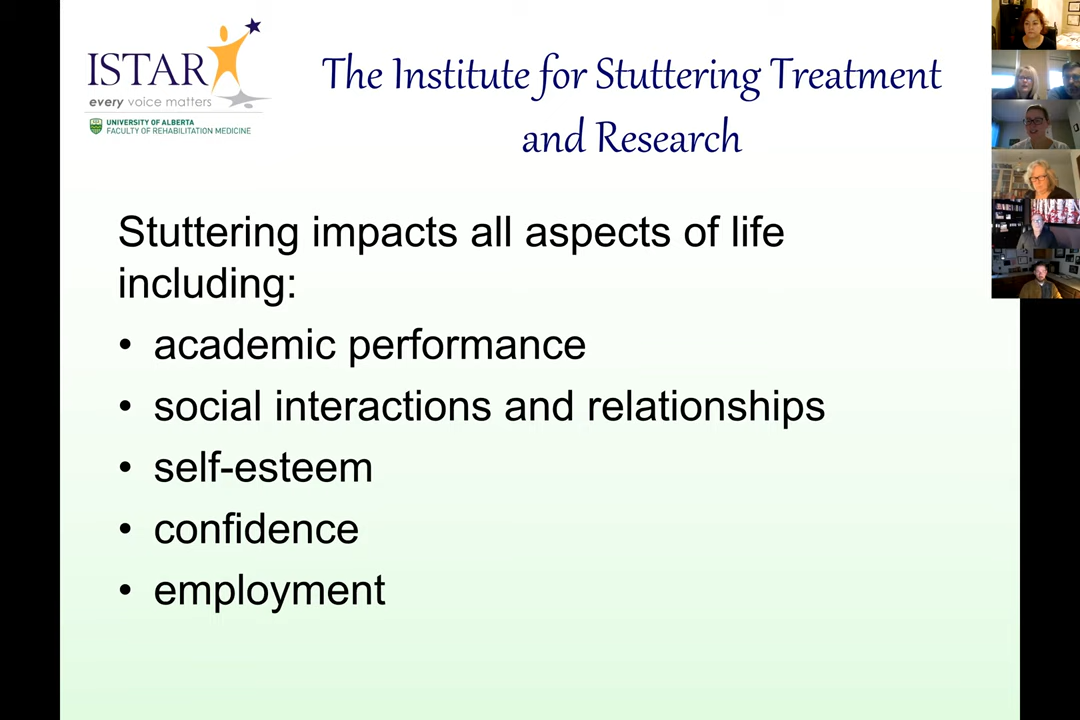 ISTAR
every voice matters
UNIVERSITY OF ALBERTA
FACULTY OF REHABILITATION MEDICINE
The Institute for Stuttering Treatment
and Research
Stuttering impacts all aspects of life
including:
• academic performance
• social interactions and relationships
• self-esteem
• confidence
• employment